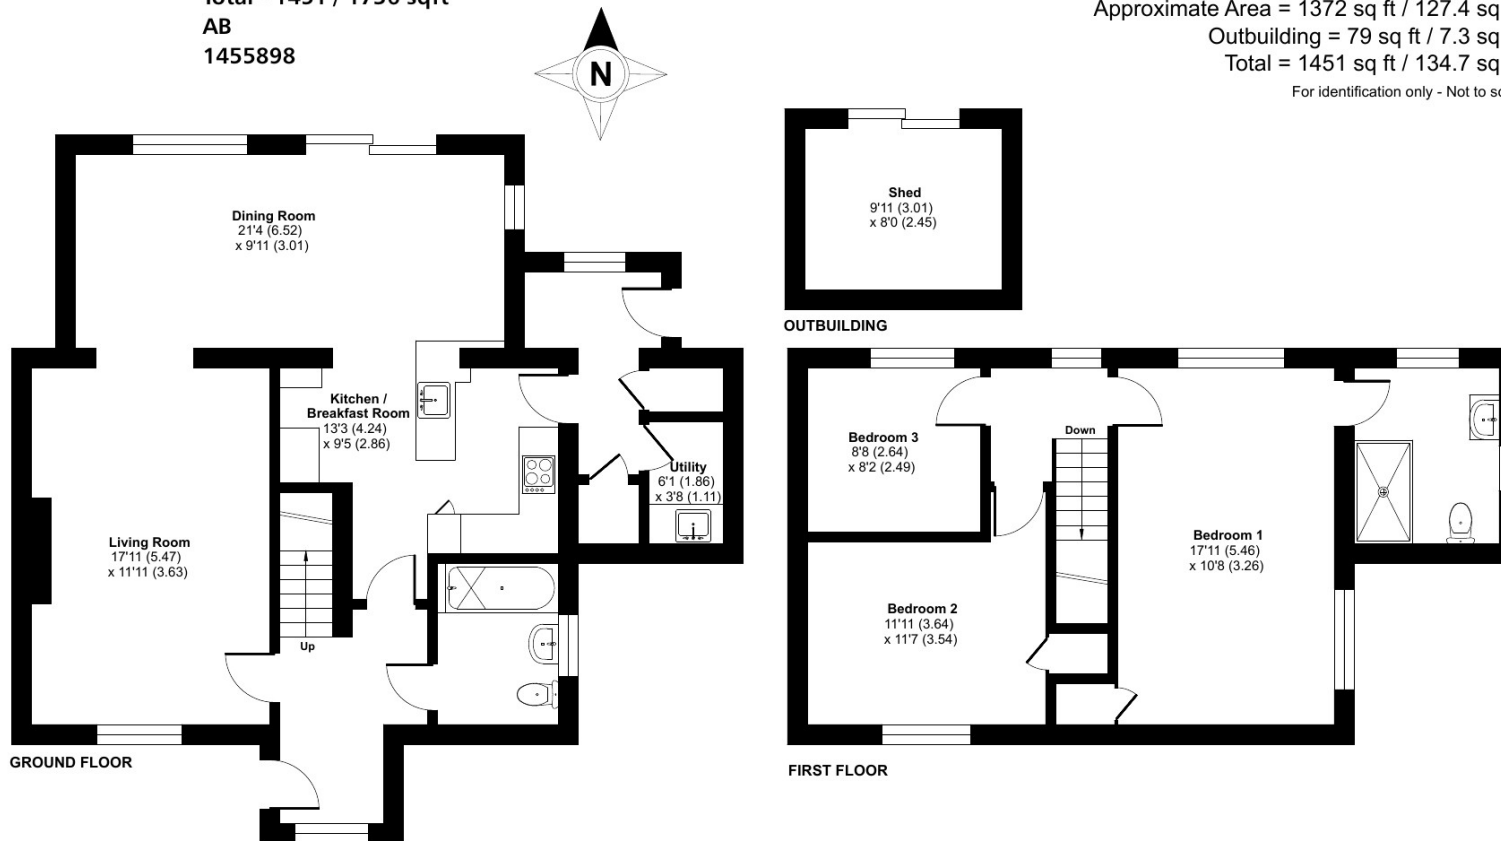 AB
1455898
N
Approximate Area = 1372 sq ft / 127.4 sq
Outbuilding = 79 sq ft / 7.3 sq
Total = 1451 sq ft / 134.7 sq
For identification only - Not to sc
Dining Room
21'4 (6.52)
x 9'11 (3.01)
Shed
9'11 (3.01)
x 8'0 (2.45)
OUTBUILDING
Kitchen /
Breakfast Room
13'3 (4.24)
x 9'5 (2.86)
Utility
6'1 (1.86)
x 3'8 (1.11)
Living Room
17'11 (5.47)
x 11'11 (3.63)
Up
GROUND FLOOR
Bedroom 3
8'8 (2.64)
x 8'2 (2.49)
Down
Bedroom 1
17'11 (5.46)
x 10'8 (3.26)
Bedroom 2
11'11 (3.64)
x 11'7 (3.54)
FIRST FLOOR